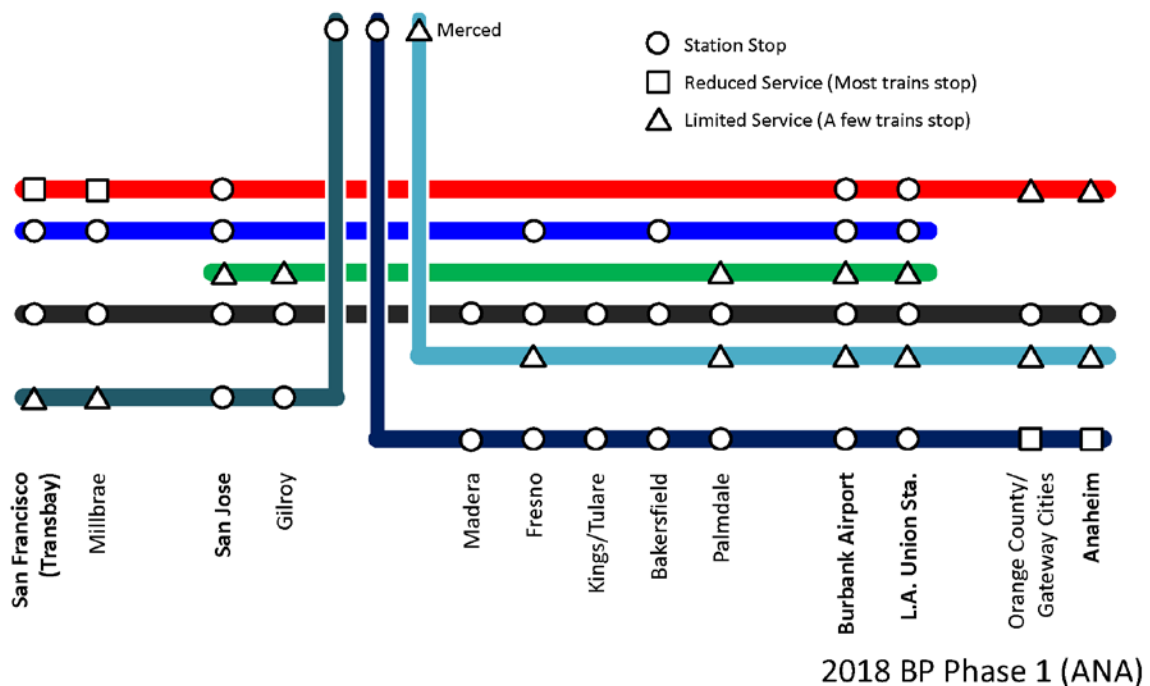 Merced
Station Stop
Reduced Service (Most trains stop)
Limited Service (A few trains stop)
San Francisco
(Transbay)
Millbrae
San Jose
Gilroy
Madera
Fresno
Kings/Tulare
Bakersfield
Palmdale
Burbank Airport
L.A. Union Sta.
Orange County/
Gateway Cities
Anaheim
2018 BP Phase 1 (ANA)